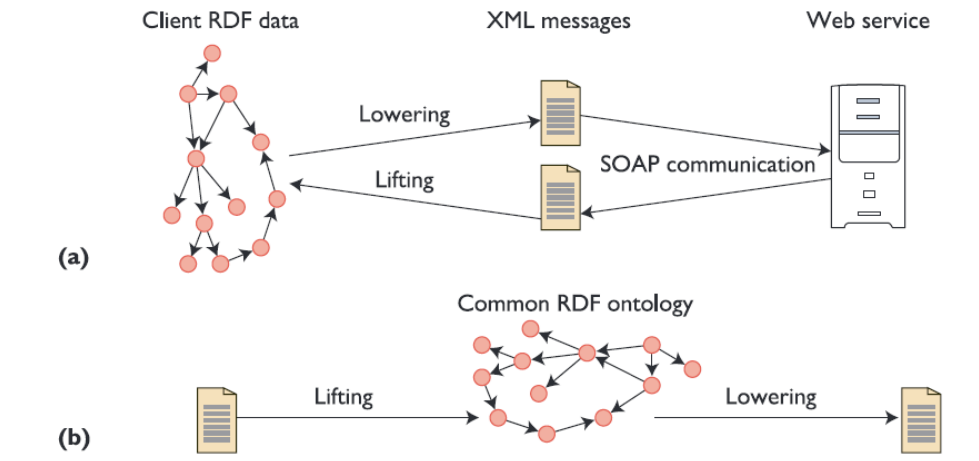 Client RDF data
XML messages
Web service
Lowering
Lifting
SOAP communication
(a)
Common RDF ontology
Lifting
Lowering
(b)